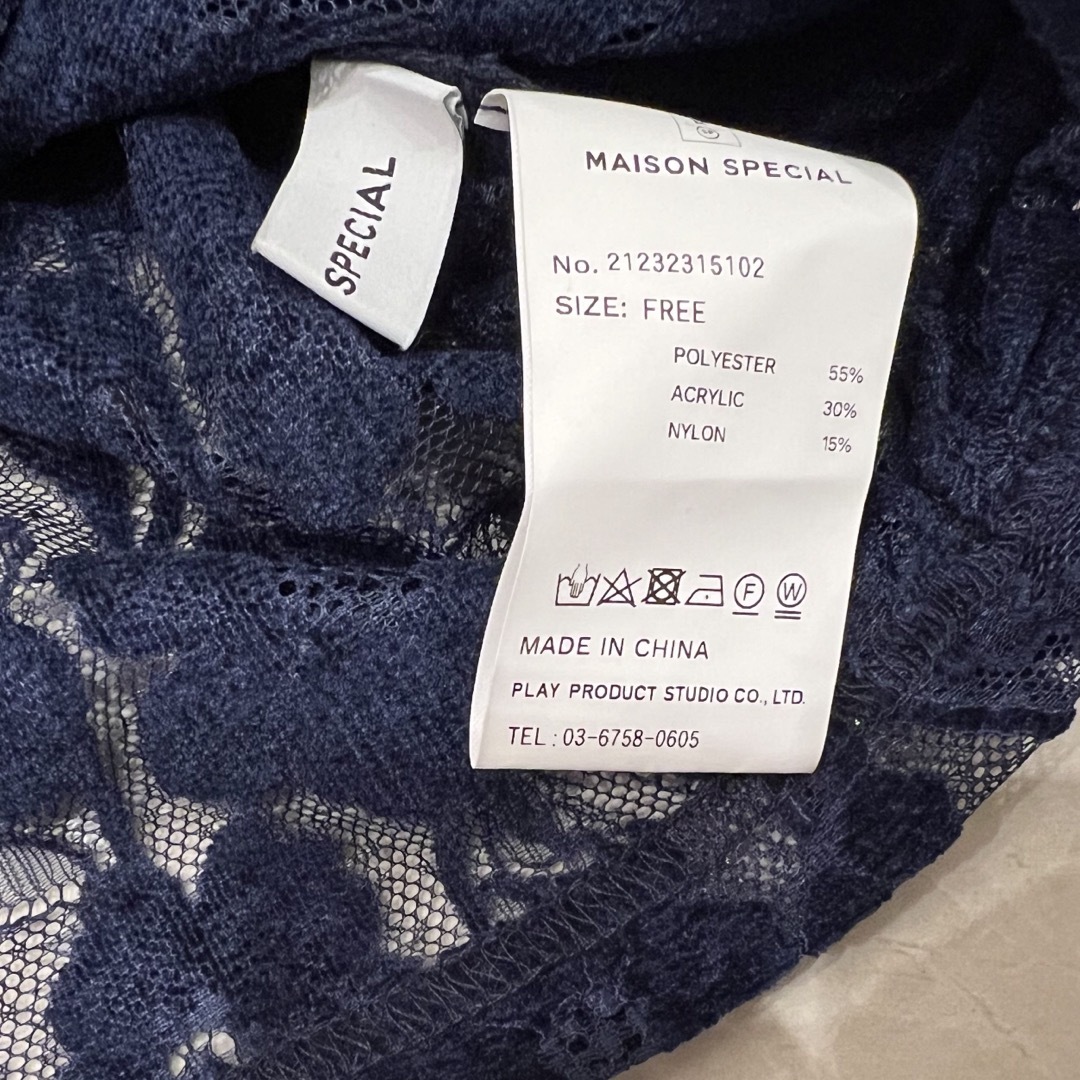 SPECIAL
MAISON SPECIAL
No. 21232315102
SIZE: FREE
POLYESTER 55%
ACRYLIC 30%
NYLON 15%
F W
MADE IN CHINA
PLAY PRODUCT STUDIO CO., LTD.
TEL : 03-6758-0605